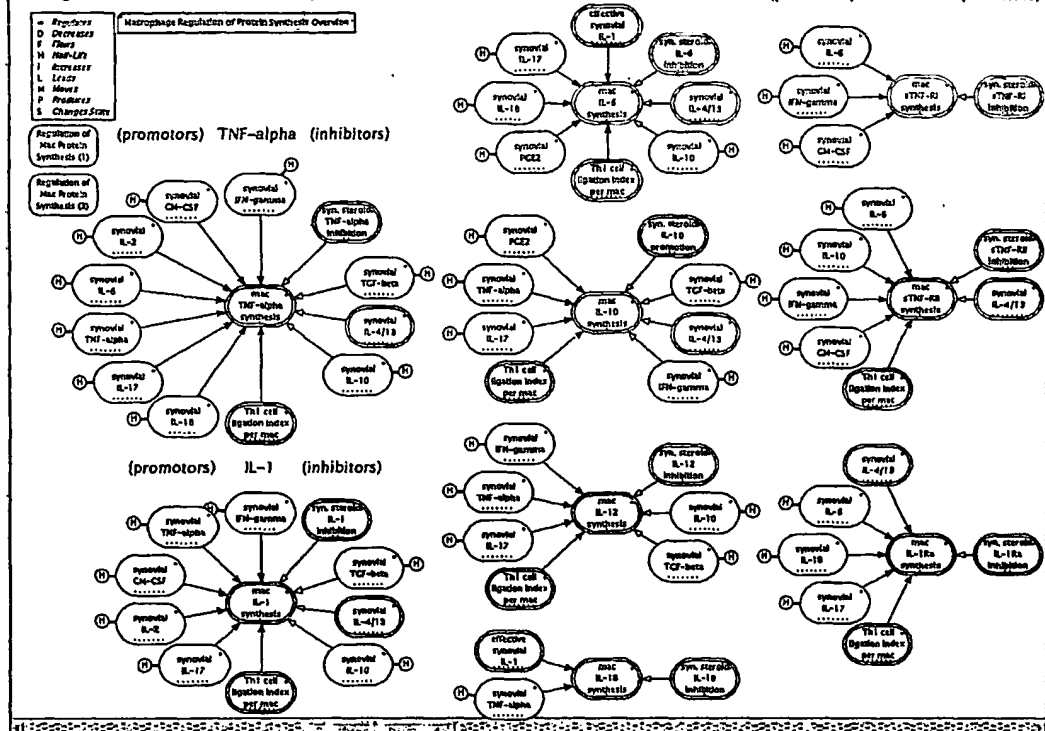 Regulates
D Decreases
F Flows
H Half-Life
I Increases
L Leads
M Moves
P Produces
S Changes State
Macrophage Regulation of Protein Synthesis Overview
Regulation of
Mac Protein
Synthesis (1)
Regulation of
Mac Protein
Synthesis (2)
(promotors) TNF-alpha (inhibitors)
H
synovial
IFN-gamma
synovial
GM-CSF
syn. steroid
TNF-alpha
inhibition
synovial
IL-2
synovial
TGF-beta
synovial
IL-6
mac
TNF-alpha
synthesis
synovial
IL-4/13
synovial
TNF-alpha
synovial
IL-10
synovial
IL-17
synovial
IL-18
Th1 cell
ligation index
per mac
(promotors) IL-1 (inhibitors)
synovial
TNF-alpha
synovial
IFN-gamma
syn. steroid
IL-1
inhibition
synovial
GM-CSF
synovial
TGF-beta
mac
IL-1
synthesis
synovial
IL-2
synovial
IL-4/13
synovial
IL-17
synovial
IL-10
Th1 cell
ligation index
per mac
effective
synovial
IL-1
synovial
IL-17
syn. steroid
IL-6
inhibition
synovial
mac
IL-6
synthesis
synovial
IL-4/13
synovial
PGE2
synovial
IL-10
Th1 cell
ligation index
per mac
synovial
PGE2
syn. steroid
IL-10
promotion
synovial
TNF-alpha
mac
IL-10
synthesis
synovial
TGF-beta
synovial
IL-17
synovial
IL-4/13
Th1 cell
ligation index
per mac
synovial
IFN-gamma
synovial
IFN-gamma
syn. steroid
IL-12
inhibition
synovial
TNF-alpha
mac
IL-12
synthesis
synovial
IL-10
synovial
IL-17
synovial
TGF-beta
Th1 cell
ligation index
per mac
effective
synovial
IL-1
mac
IL-18
synthesis
syn. steroid
inhibition
synovial
TNF-alpha
synovial
IL-6
synovial
IFN-gamma
mac
sTNF-RI
synthesis
syn. steroid
sTNF-RI
inhibition
synovial
GM-CSF
synovial
IL-6
synovial
IL-10
syn. steroid
sTNF-RII
inhibition
synovial
IFN-gamma
mac
sTNF-RII
synthesis
synovial
IL-4/13
synovial
GM-CSF
Th1 cell
ligation index
per mac
synovial
IL-4/13
synovial
IL-6
synovial
mac
IL-1Ra
synthesis
syn. steroid
IL-1Ra
inhibition
synovial
IL-17
Th1 cell
ligation index
per mac